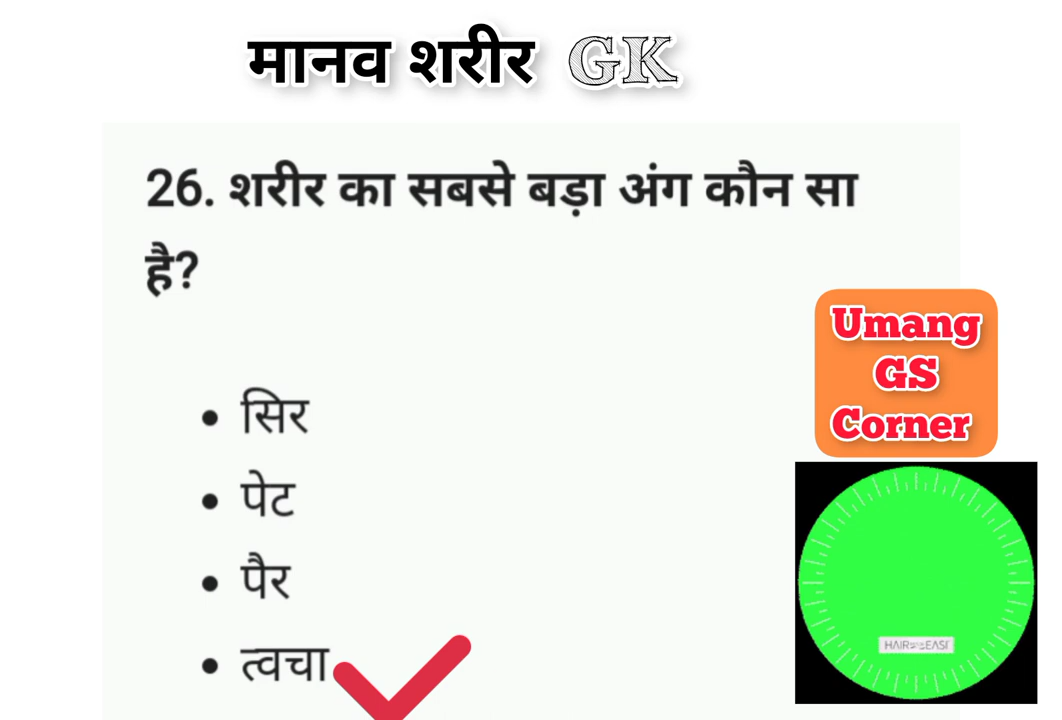 मानव शरीर GK
26. शरीर का सबसे बड़ा अंग कौन सा
है?
• सिर
• पेट
• पैर
• त्वचा
Umang
GS
Corner